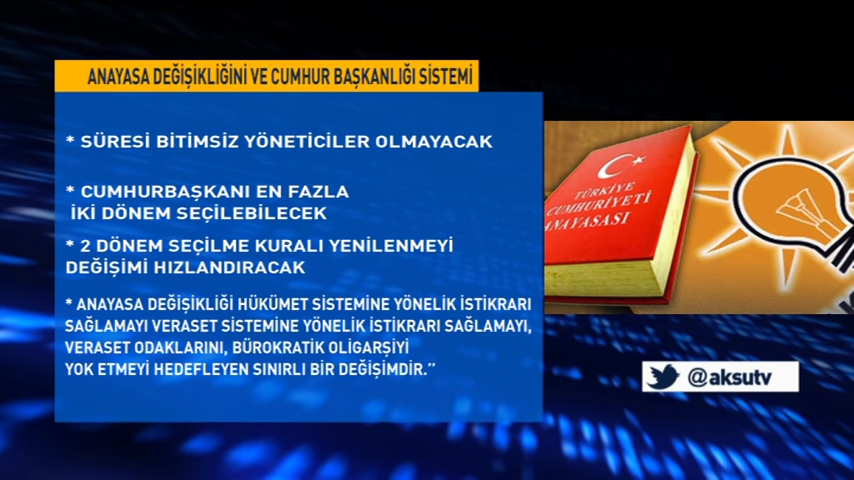 ANAYASA DEĞİŞİKLİĞİNİ VE CUMHUR BAŞKANLIĞI SİSTEMİ
* SÜRESİ BİTİMSİZ YÖNETİCİLER OLMAYACAK
* CUMHURBAŞKANI EN FAZLA
İKİ DÖNEM SEÇİLEBİLECEK
* 2 DÖNEM SEÇİLME KURALI YENİLENMEYİ
DEĞİŞİMİ HIZLANDIRACAK
* ANAYASA DEĞİŞİKLİĞİ HÜKÜMET SİSTEMİNE YÖNELİK İSTİKRARI
SAĞLAMAYI VERASET SİSTEMİNE YÖNELİK İSTİKRARI SAĞLAMAYI,
VERASET ODAKLARINI, BÜROKRATİK OLİGARŞİYİ
YOK ETMEYİ HEDEFLEYEN SINIRLI BİR DEĞİŞİMDİR.’’
TÜRKİYE
CUMHURİYETİ
ANAYASASI
@aksutv